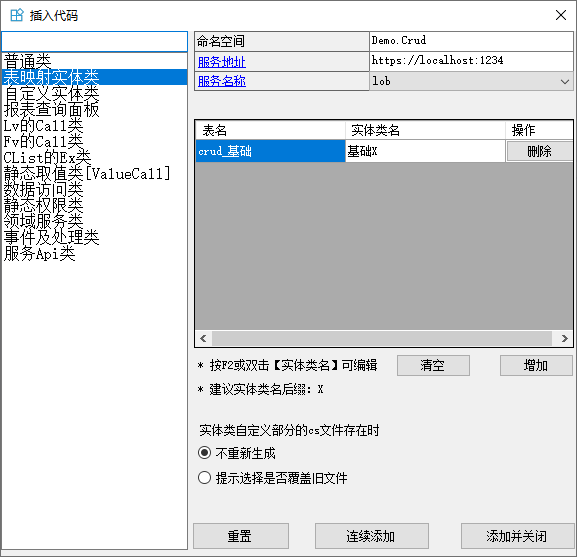 插入代码
普通类
表映射实体类
自定义实体类
报表查询面板
Lv的Call类
Fv的Call类
CList的Ex类
静态取值类[ValueCall]
数据访问类
静态权限类
领域服务类
事件及处理类
服务Api类
命名空间 Demo.Crud
服务地址 https://localhost:1234
服务名称 lob
表名 实体类名 操作
crud_基础 基础X 删除
* 按F2或双击【实体类名】可编辑 清空 增加
* 建议实体类名后缀: X
实体类自定义部分的cs文件存在时
不重新生成
提示选择是否覆盖旧文件
重置 连续添加 添加并关闭